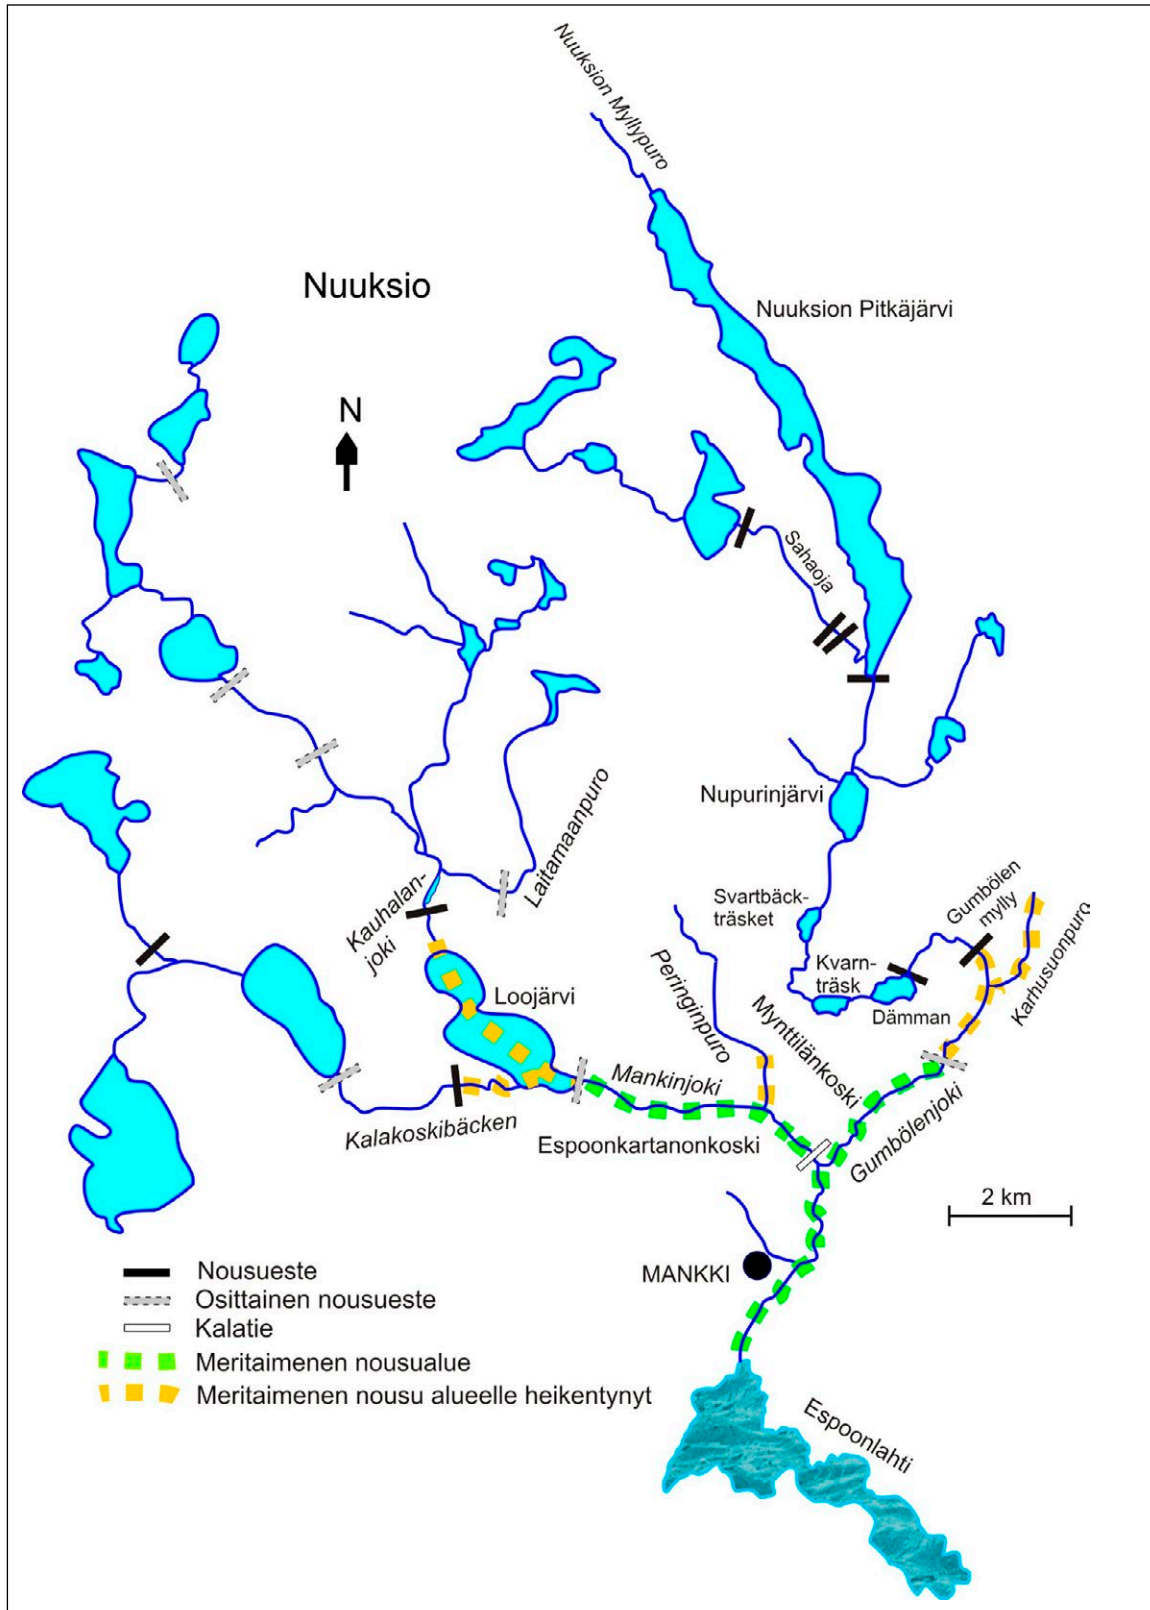 Nuuksion Myllypuro
Nuuksio
Nuuksion Pitkäjärvi
N
Sahaoja
Nupurinjärvi
Laitamaanpuro
Kauhalan-
joki
Svartbäck-
träsket
Gumbölen
mylly
Karhusuonpuro
Kvarn-
träsk
Dämman
Peringinpuro
Loojärvi
Mynttilänkoski
Mankinjoki
Gumbölenjoki
Kalakoskibäcken
Espoonkartanonkoski
2 km
MANKKI
Nousueste
Osittainen nousueste
Kalatie
Meritaimenen nousualue
Meritaimenen nousu alueelle heikentynyt
Espoonlahti